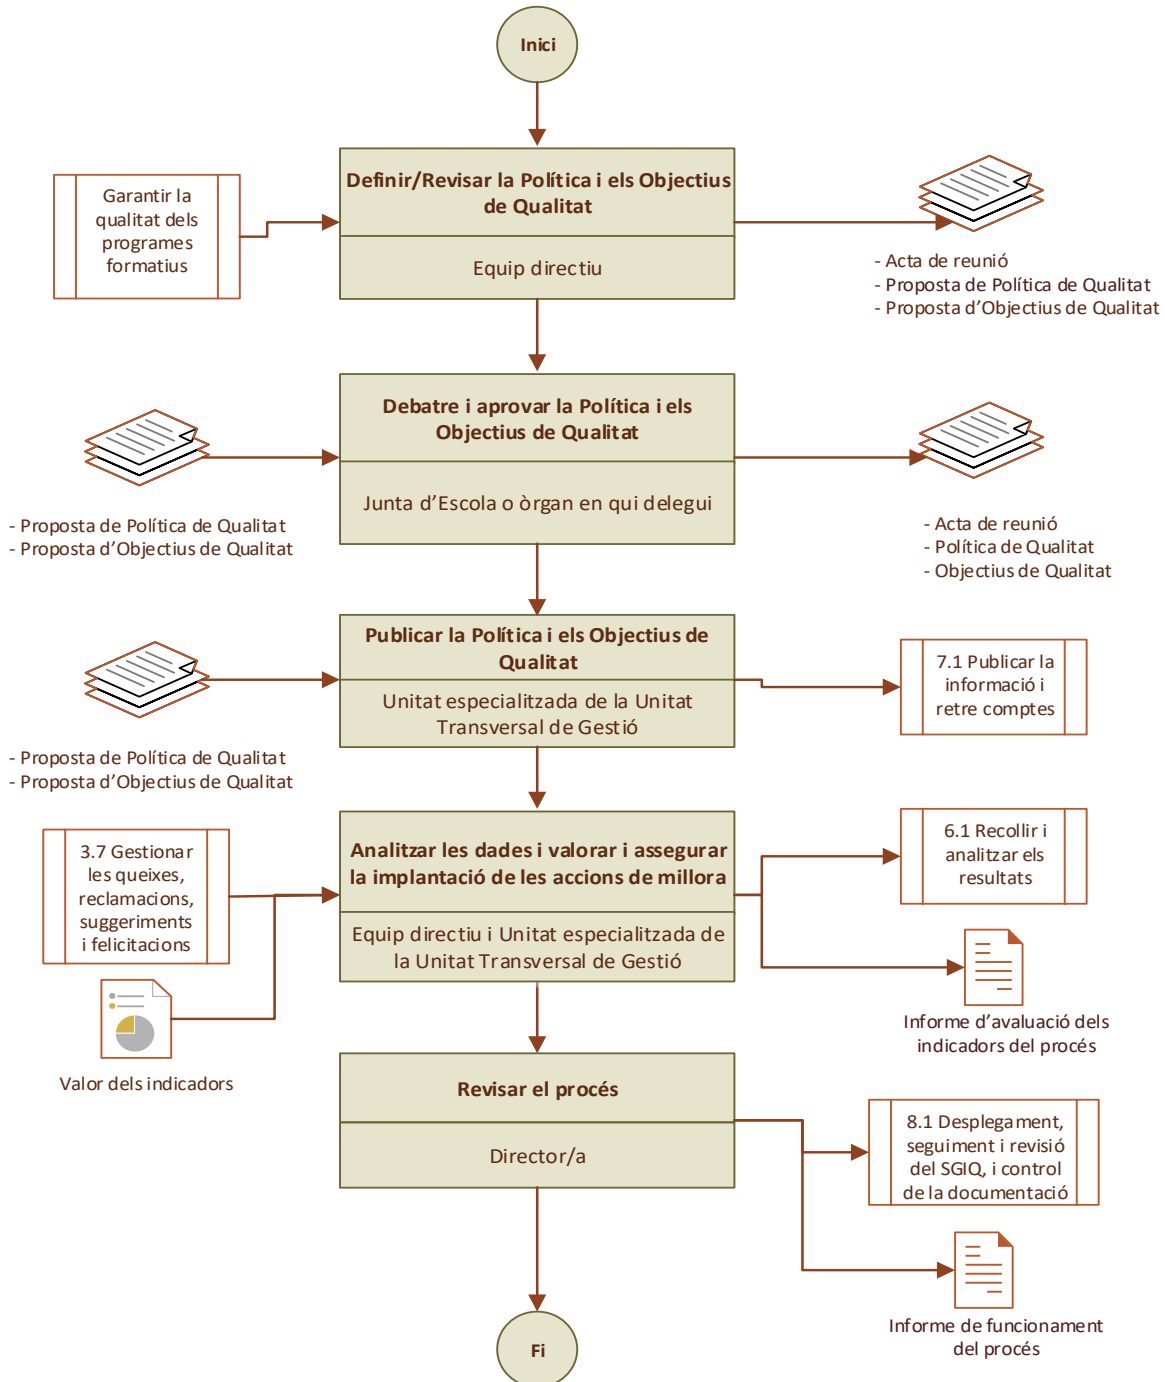 Inici
Definir/Revisar la Política i els Objectius
de Qualitat
Equip directiu
Garantir la
qualitat dels
programes
formatius
- Acta de reunió
- Proposta de Política de Qualitat
- Proposta d’Objectius de Qualitat
Debatre i aprovar la Política i els
Objectius de Qualitat
Junta d’Escola o òrgan en qui delegui
- Proposta de Política de Qualitat
- Proposta d’Objectius de Qualitat
- Acta de reunió
- Política de Qualitat
- Objectius de Qualitat
Publicar la Política i els Objectius de
Qualitat
Unitat especialitzada de la Unitat
Transversal de Gestió
- Proposta de Política de Qualitat
- Proposta d’Objectius de Qualitat
7.1 Publicar la
informació i
retre comptes
Analitzar les dades i valorar i assegurar
la implantació de les accions de millora
Equip directiu i Unitat especialitzada de
la Unitat Transversal de Gestió
3.7 Gestionar
les queixes,
reclamacions,
suggeriments
i felicitacions
Valor dels indicadors
6.1 Recollir i
analitzar els
resultats
Informe d’avaluació dels
indicadors del procés
Revisar el procés
Director/a
8.1 Desplegament,
seguiment i revisió
del SGIQ, i control
de la documentació
Informe de funcionament
del procés
Fi